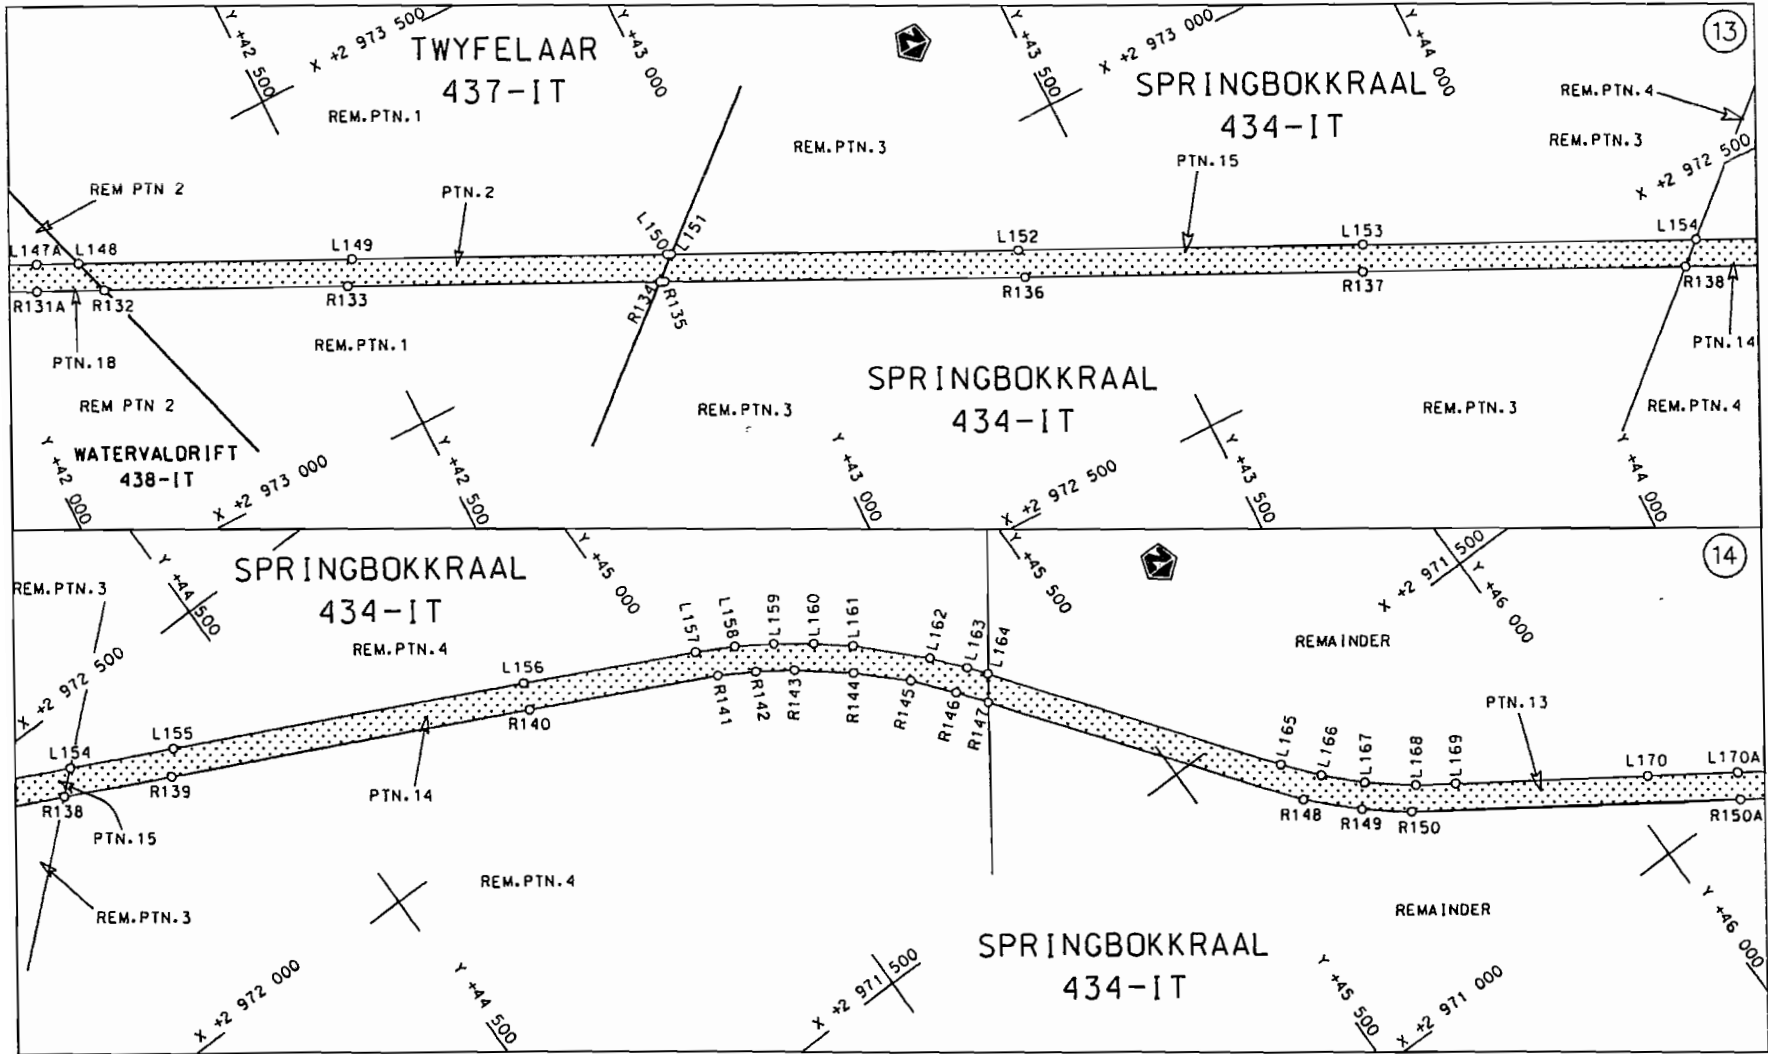 Y +42 500
X +2 973 500
TWYFELAAR
437-IT
Y +43 000
N
Y +43 500
X +2 973 000
Y +44 000
13
SPRINGBOKKRAAL
434-IT
REM.PTN.4
REM.PTN.1
REM.PTN.3
PTN.15
REM.PTN.3
X +2 972 500
REM PTN 2
PTN.2
L147A
L148
L149
L150
L151
L152
L153
L154
R131A
R132
R133
R134
R135
R136
R137
R138
PTN.18
REM.PTN.1
PTN.14
REM PTN 2
SPRINGBOKKRAAL
434-IT
REM.PTN.3
REM.PTN.3
REM.PTN.4
WATERVALDRIFT
438-IT
Y +42 000
X +2 973 000
Y +42 500
Y +43 000
X +2 972 500
Y +43 500
Y +44 000
Y +44 500
SPRINGBOKKRAAL
434-IT
Y +45 000
Y +45 500
N
X +2 971 500
Y +46 000
14
REM.PTN.3
REM.PTN.4
REMAINDER
X +2 972 500
L154
L155
L156
L157
L158
L159
L160
L161
L162
L163
L164
L165
L166
L167
L168
L169
L170
L170A
PTN.13
R138
R139
R140
R141
R142
R143
R144
R145
R146
R147
R148
R149
R150
R150A
PTN.15
PTN.14
REM.PTN.3
REM.PTN.4
REMAINDER
SPRINGBOKKRAAL
434-IT
X +2 972 000
Y +44 500
X +2 971 500
Y +45 500
X +2 971 000
Y +46 000